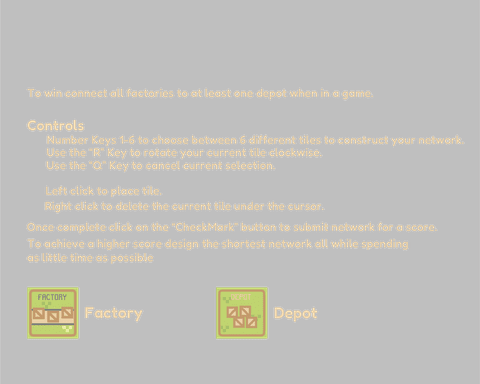 To win connect all factories to at least one depot when in a game.
Controls
Number Keys 1-6 to choose between 6 different tiles to construct your network.
Use the "R" Key to rotate your current tile clockwise.
Use the "Q" Key to cancel current selection.
Left click to place tile.
Right click to delete the current tile under the cursor.
Once complete click on the "CheckMark" button to submit network for a score.
To achieve a higher score design the shortest network all while spending
as little time as possible
FACTORY
Factory
DEPOT
Depot